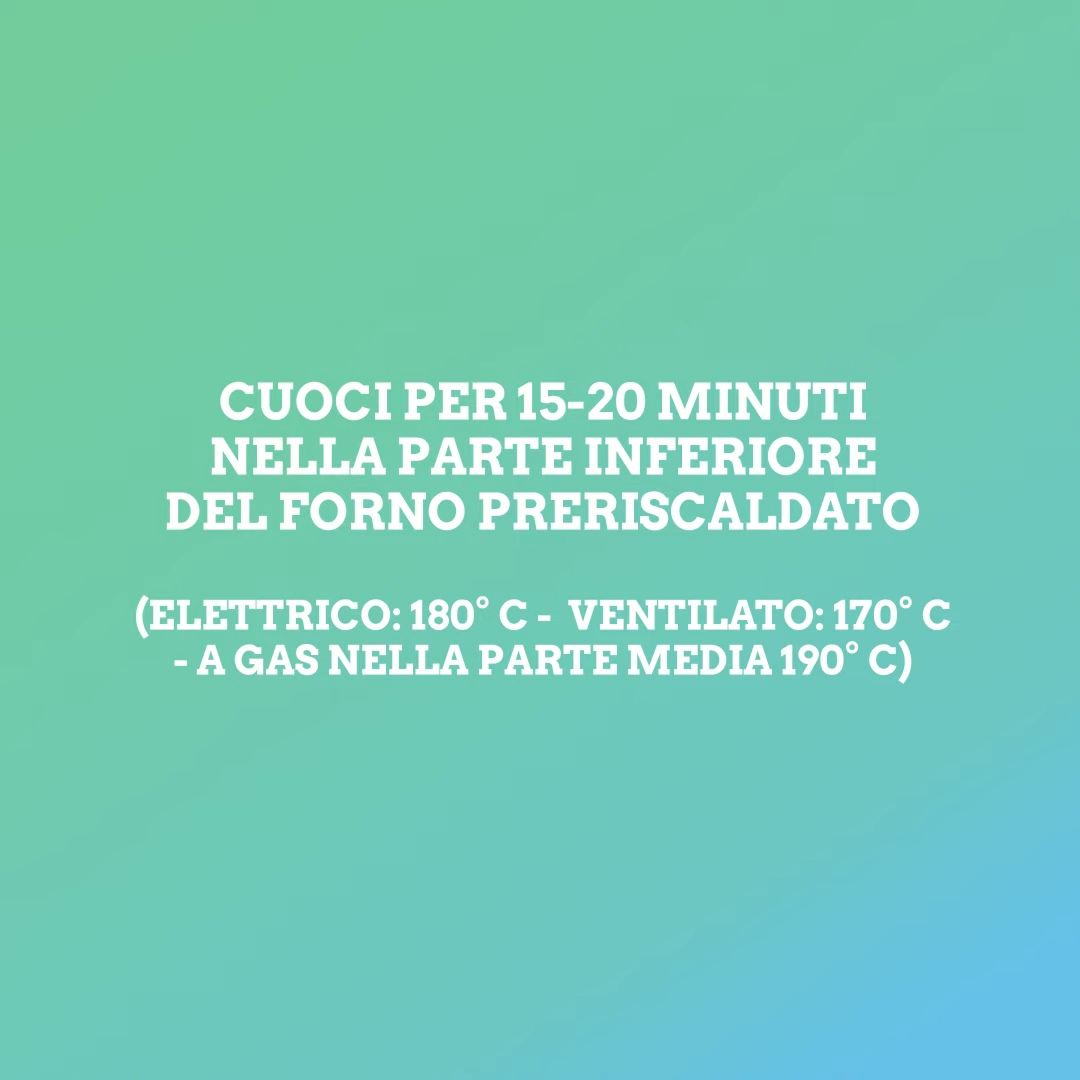 CUOCI PER 15-20 MINUTI
NELLA PARTE INFERIORE
DEL FORNO PRERISCALDATO
(ELETTRICO: 180° C - VENTILATO: 170° C
- A GAS NELLA PARTE MEDIA 190° C)